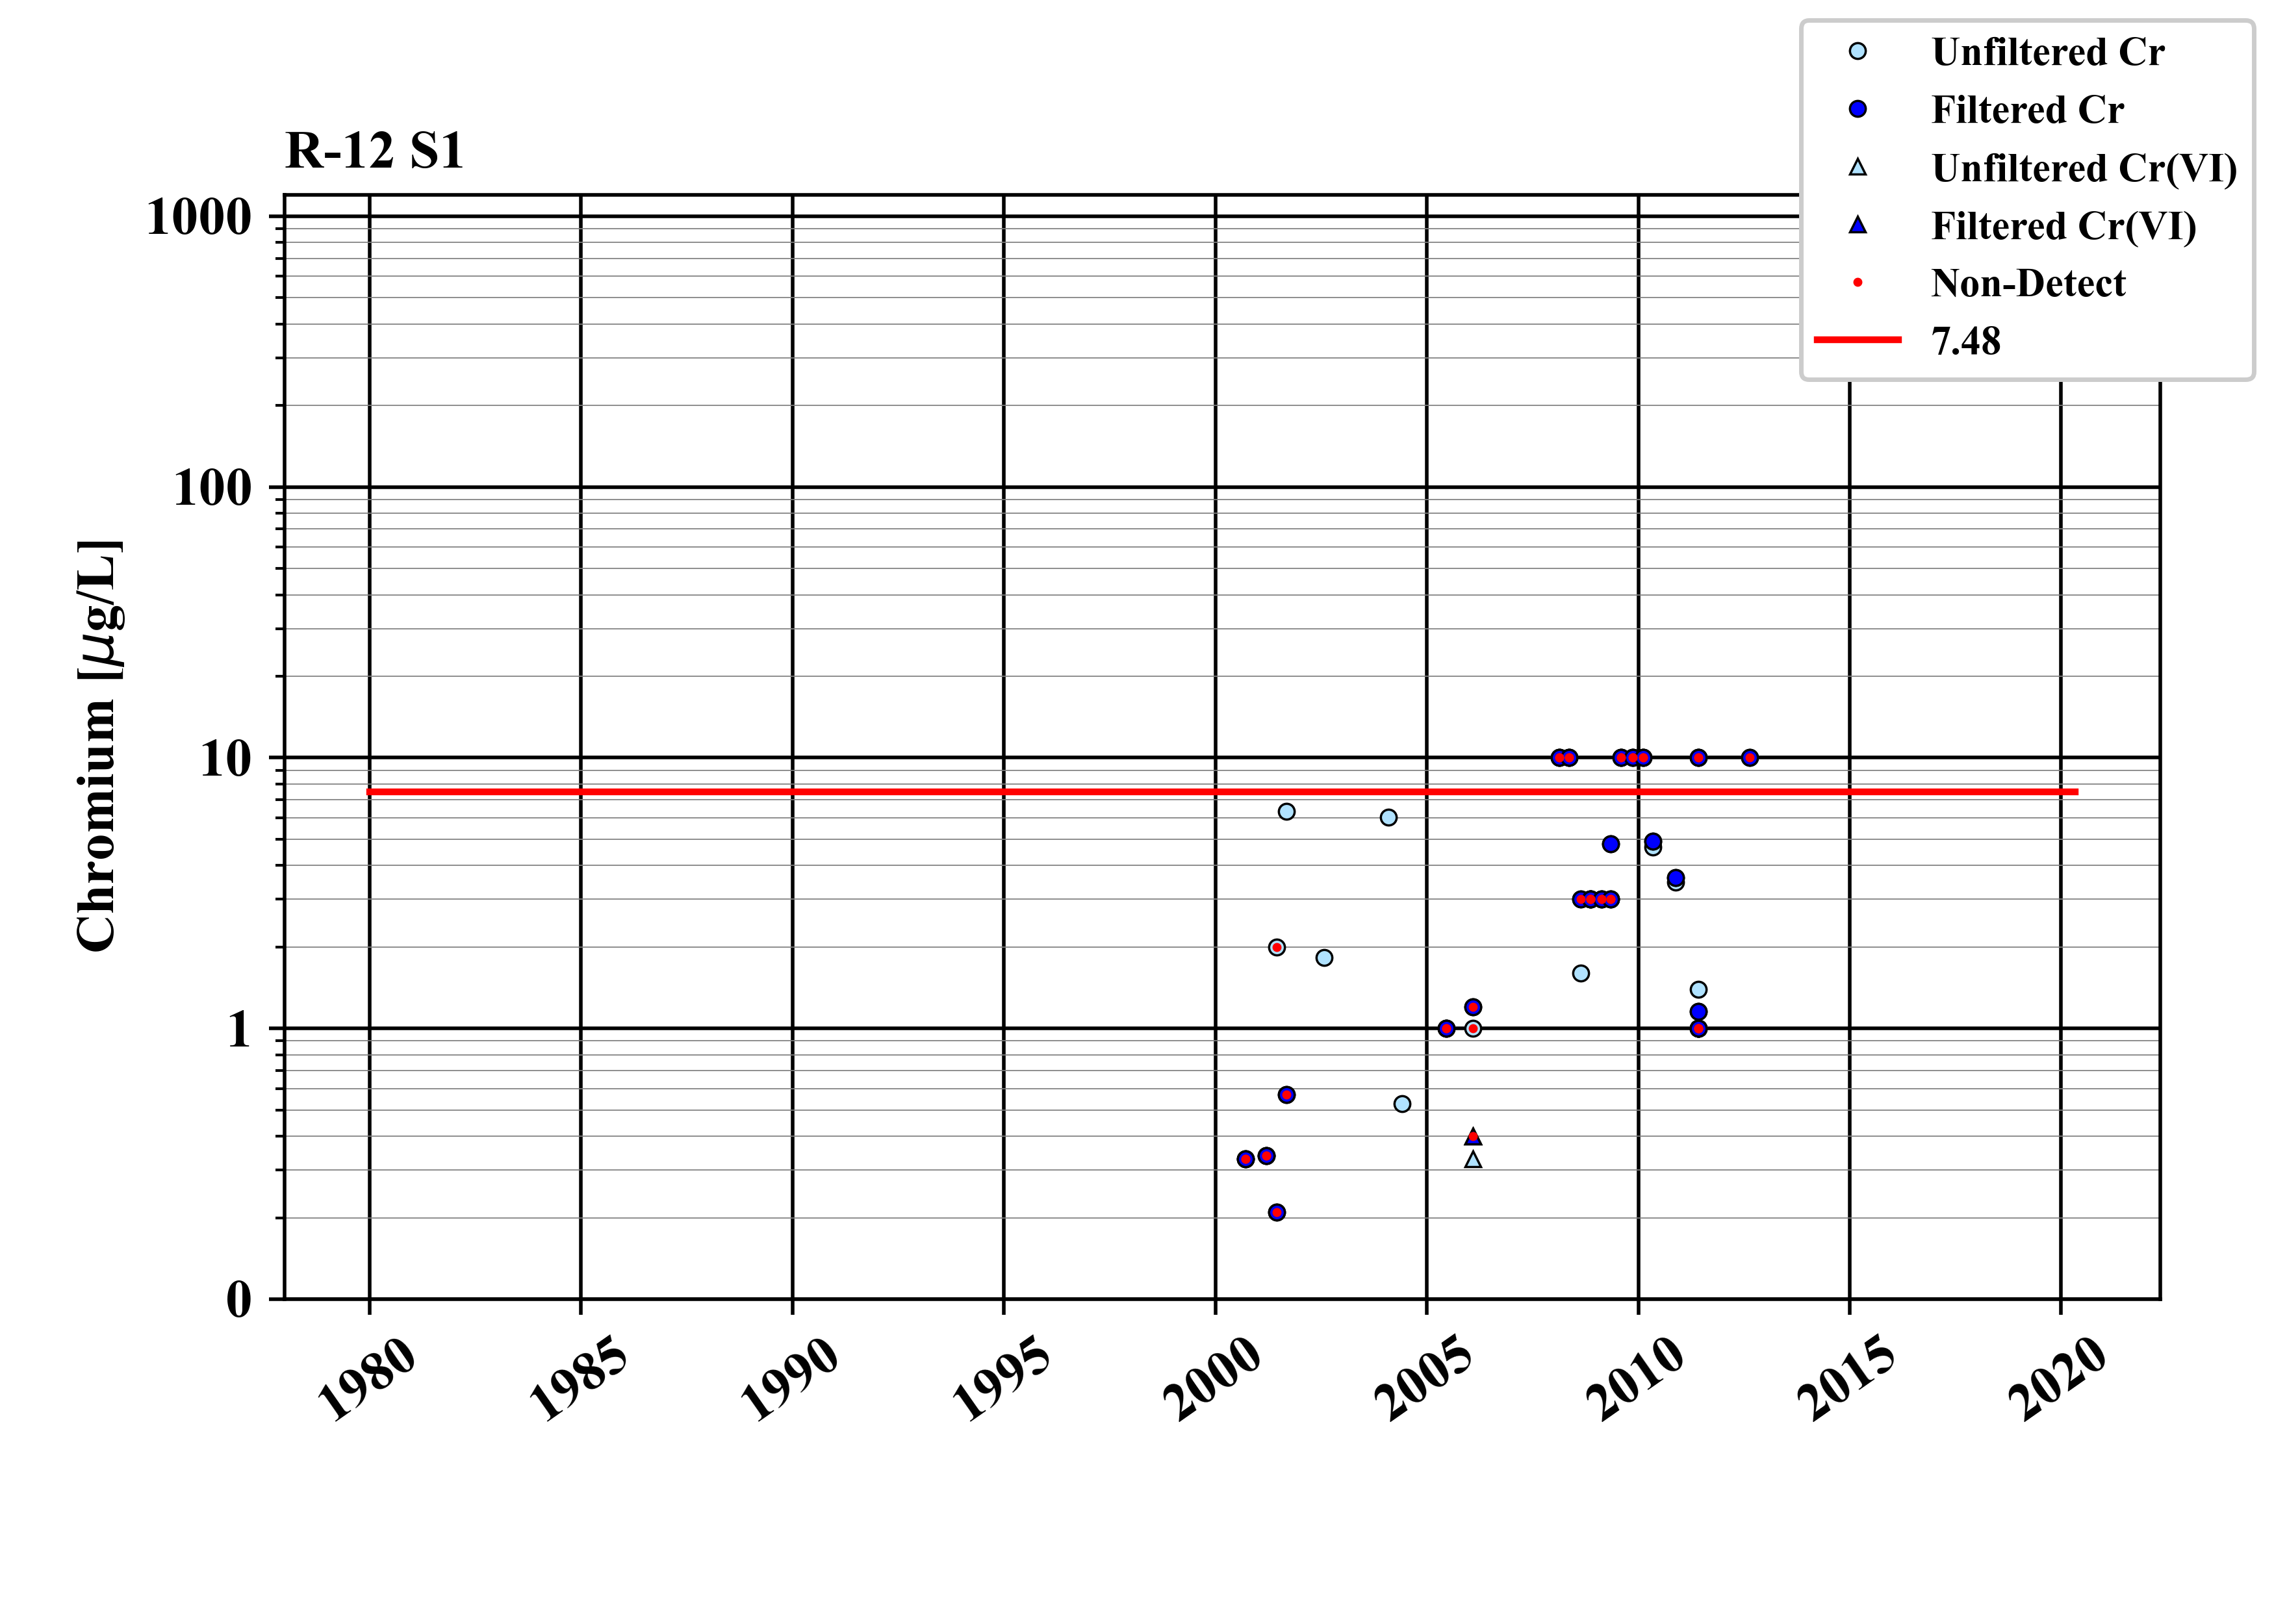 Unfiltered Cr
Filtered Cr
Unfiltered Cr(VI)
Filtered Cr(VI)
Non-Detect
7.48
R-12 S1
1000
100
10
1
0
Chromium [μg/L]
1980
1985
1990
1995
2000
2005
2010
2015
2020